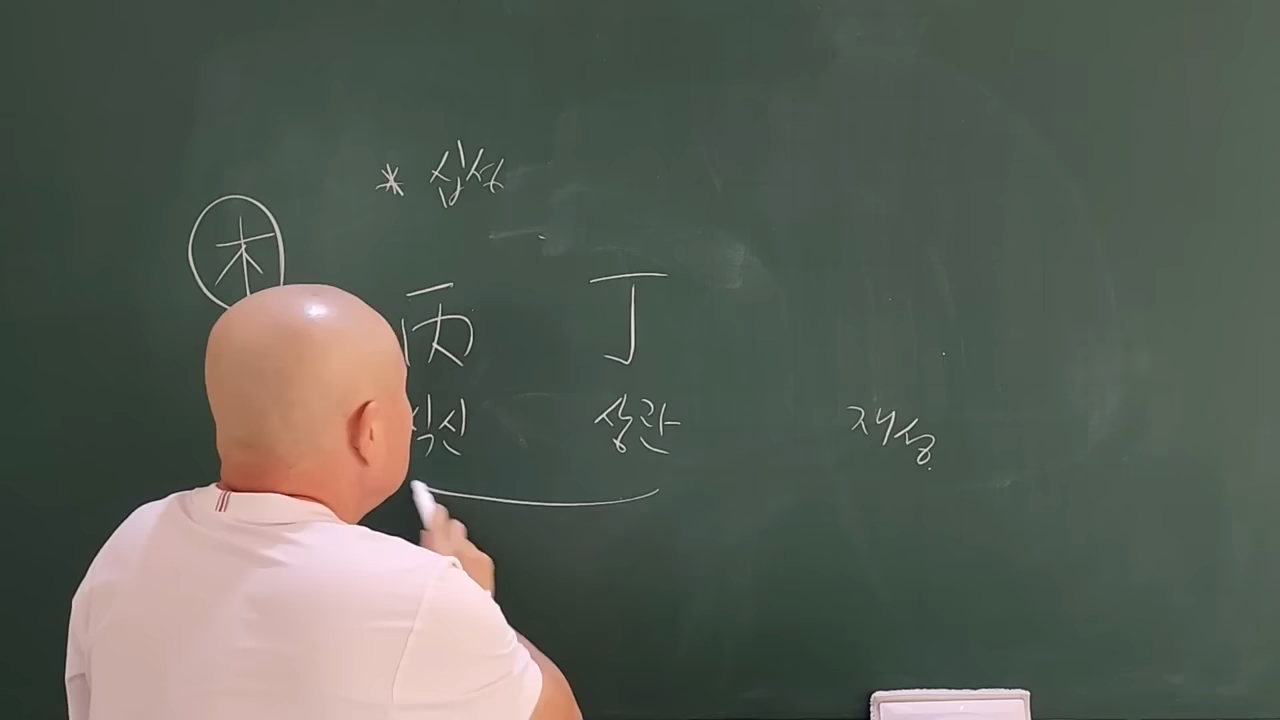 * 십성
木
丙 丁
식신 상관 재성